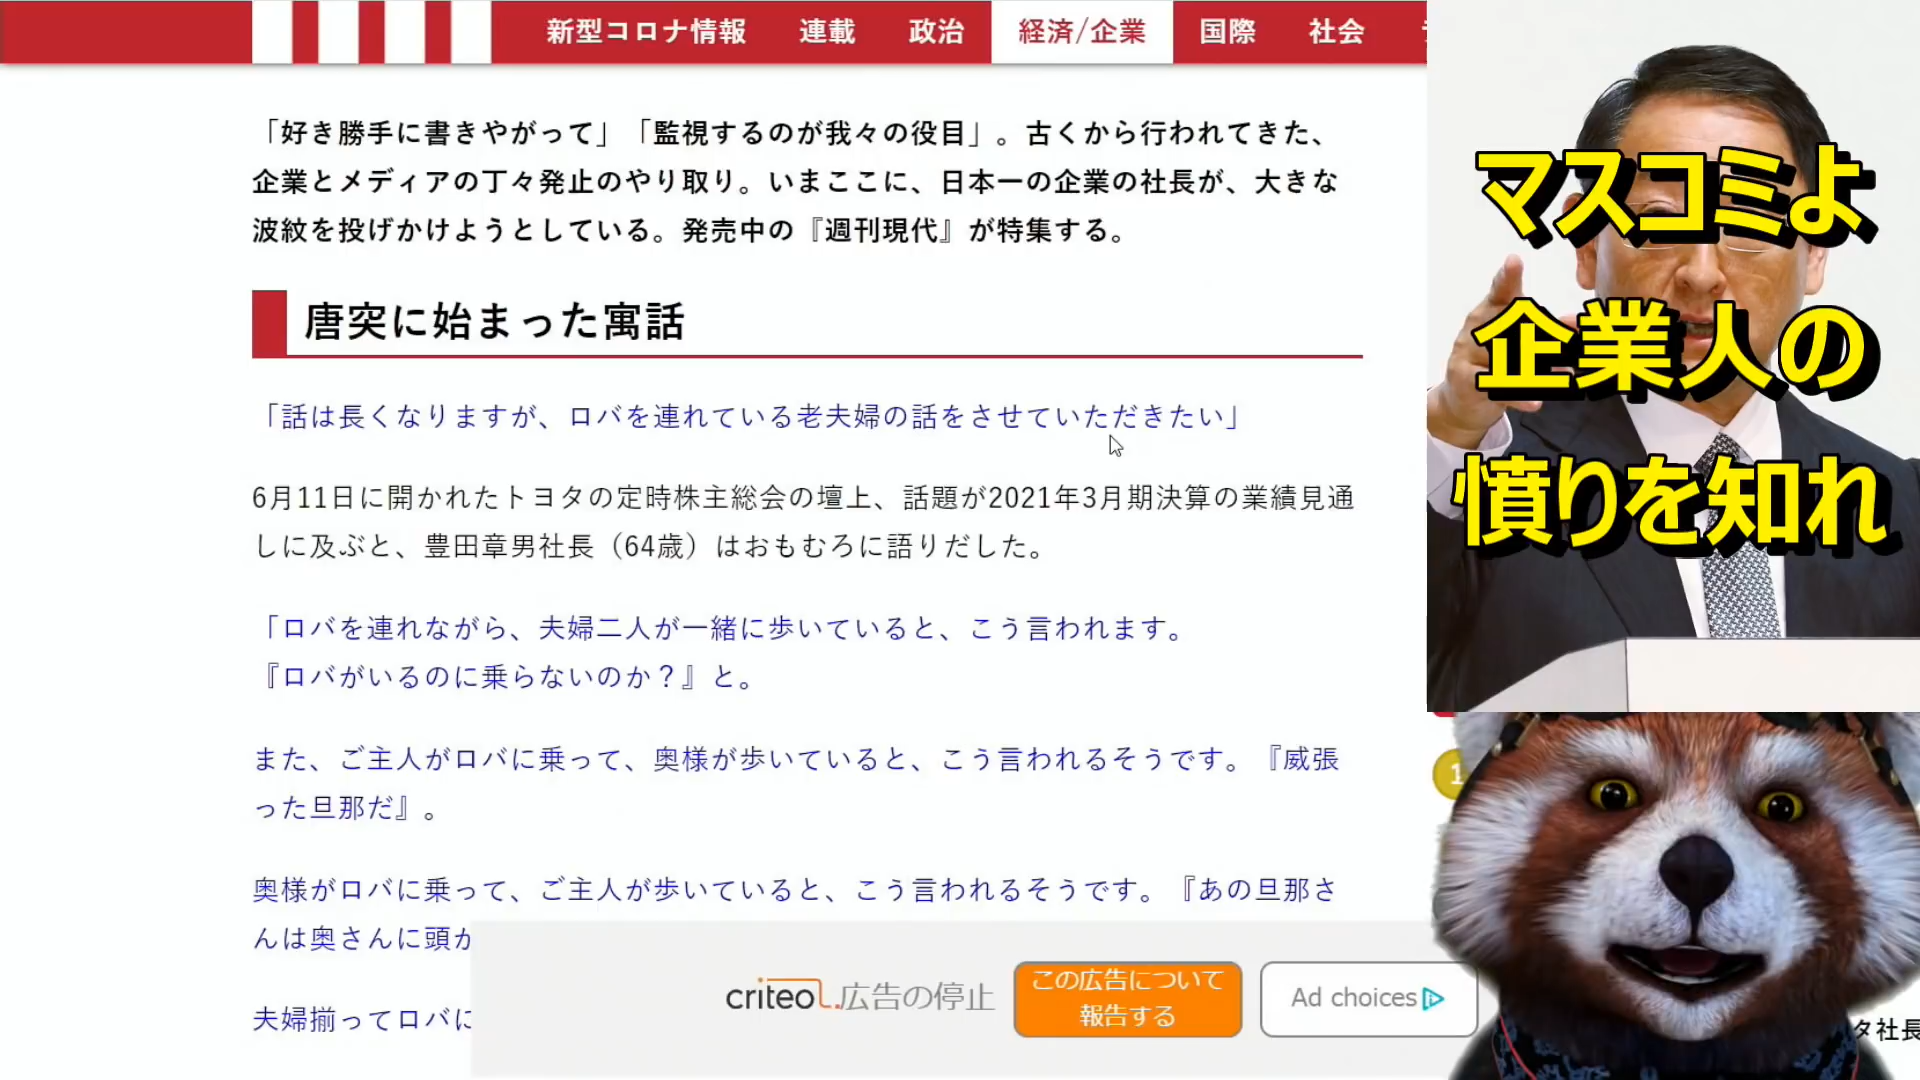 新型コロナ情報 連載 政治 経済/企業 国際 社会
「好き勝手に書きやがって」「監視するのが我々の役目」。古くから行われてきた、
企業とメディアの丁々発止のやり取り。いまここに、日本一の企業の社長が、大きな
波紋を投げかけようとしている。発売中の『週刊現代』が特集する。
唐突に始まった寓話
「話は長くなりますが、ロバを連れている老夫婦の話をさせていただきたい」
6月11日に開かれたトヨタの定時株主総会の壇上、話題が2021年3月期決算の業績見通
しに及ぶと、豊田章男社長（64歳）はおもむろに語りだした。
「ロバを連れながら、夫婦二人が一緒に歩いていると、こう言われます。
『ロバがいるのに乗らないのか？』と。
また、ご主人がロバに乗って、奥様が歩いていると、こう言われるそうです。『威張
った旦那だ』。
奥様がロバに乗って、ご主人が歩いていると、こう言われるそうです。『あの旦那さ
んは奥さんに頭が
夫婦揃ってロバに
criteo 広告の停止
この広告について
報告する
Ad choices
マスコミよ
企業人の
憤りを知れ
1
タ社長